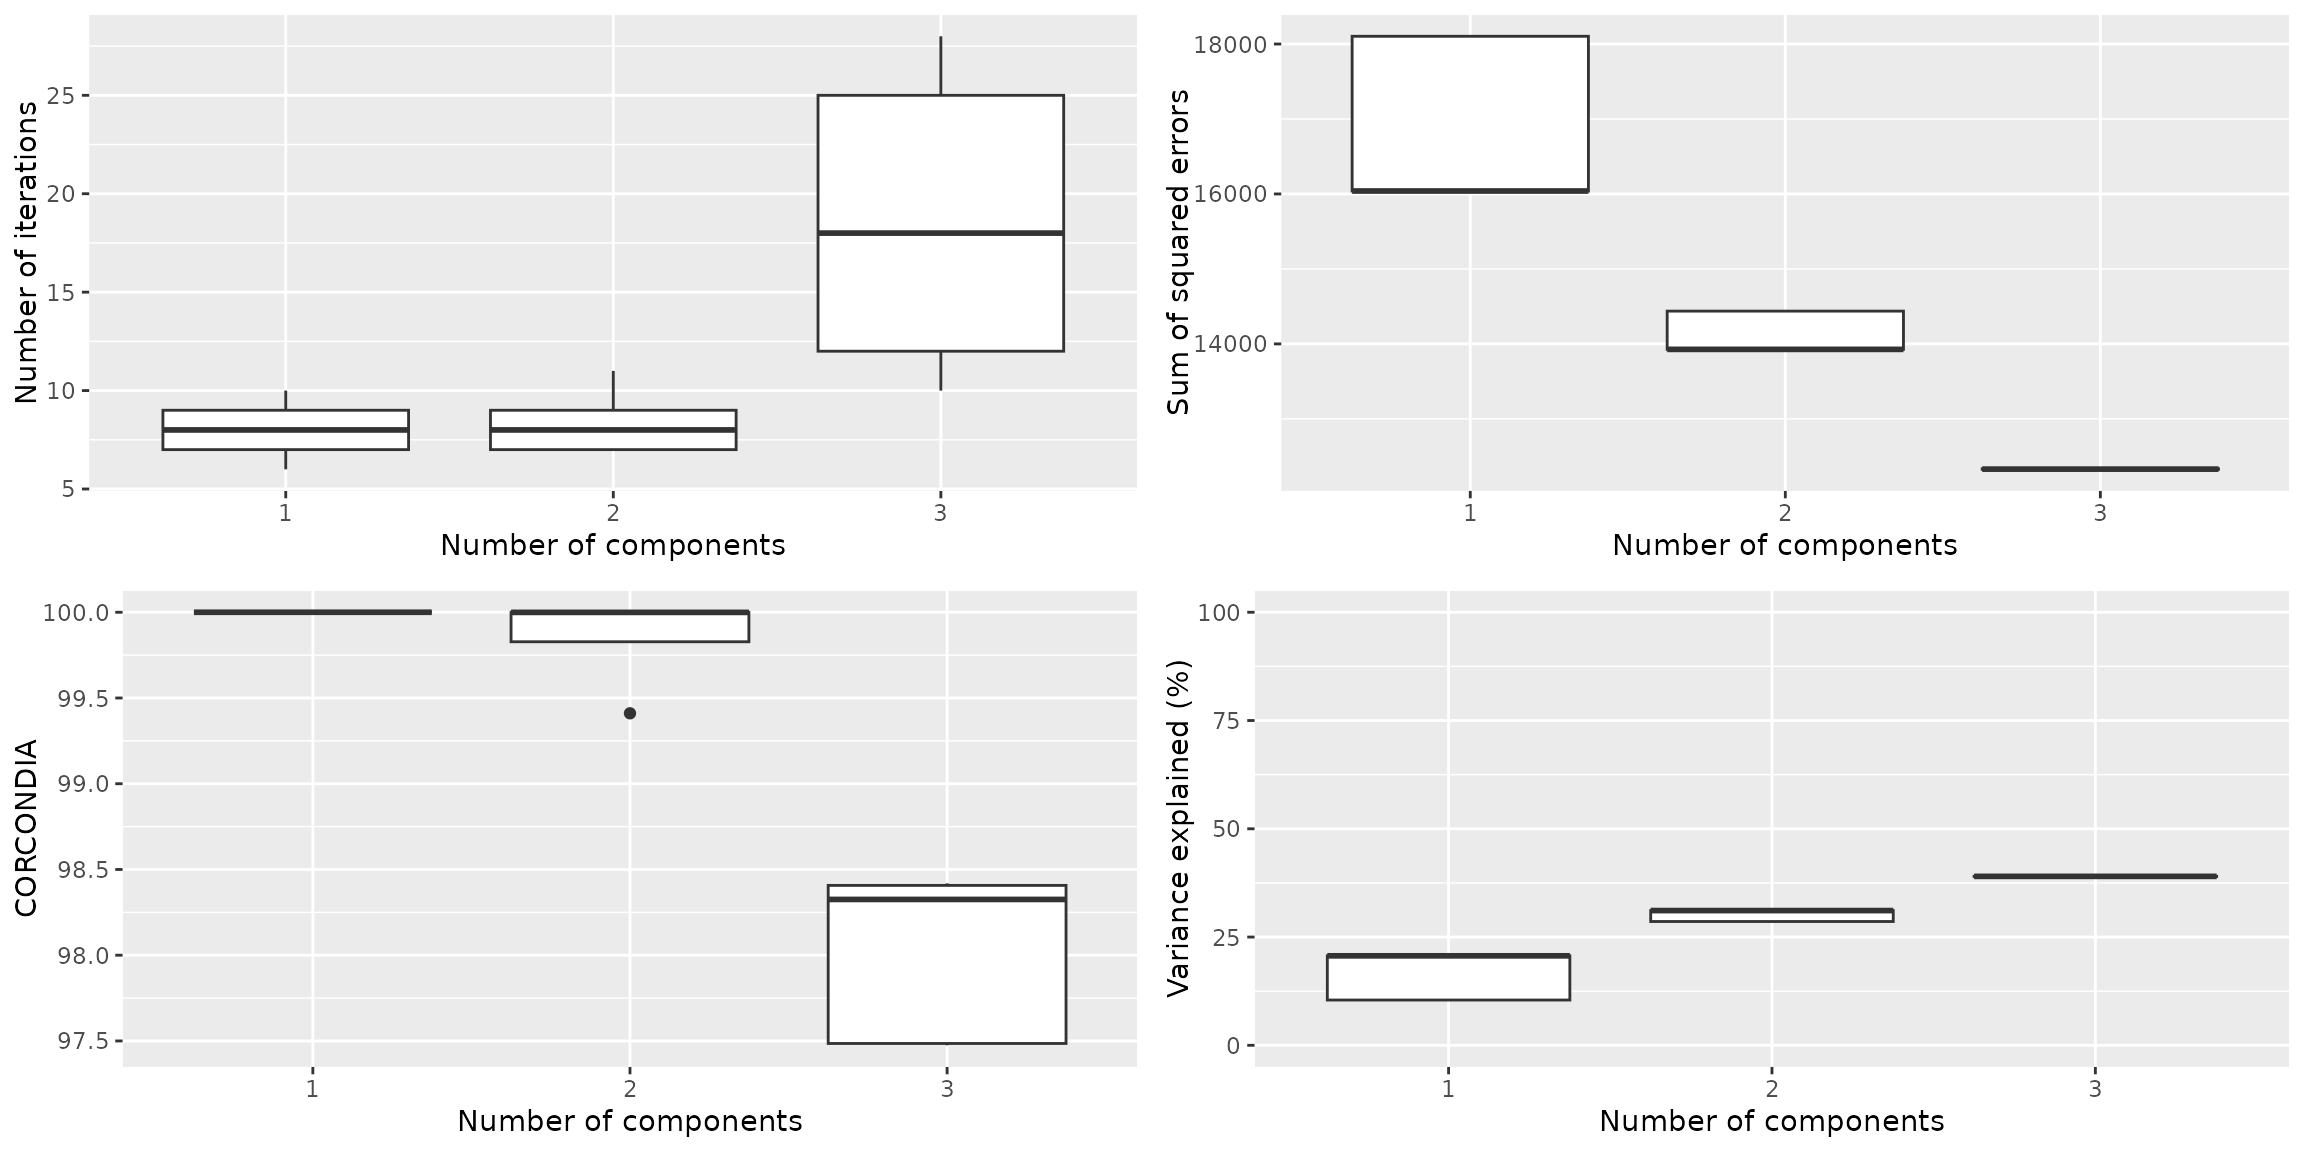 Number of iterations
25
20
15
10
5
1 2 3
Number of components
Sum of squared errors
18000
16000
14000
1 2 3
Number of components
CORCONDIA
100.0
99.5
99.0
98.5
98.0
97.5
1 2 3
Number of components
Variance explained (%)
100
75
50
25
0
1 2 3
Number of components